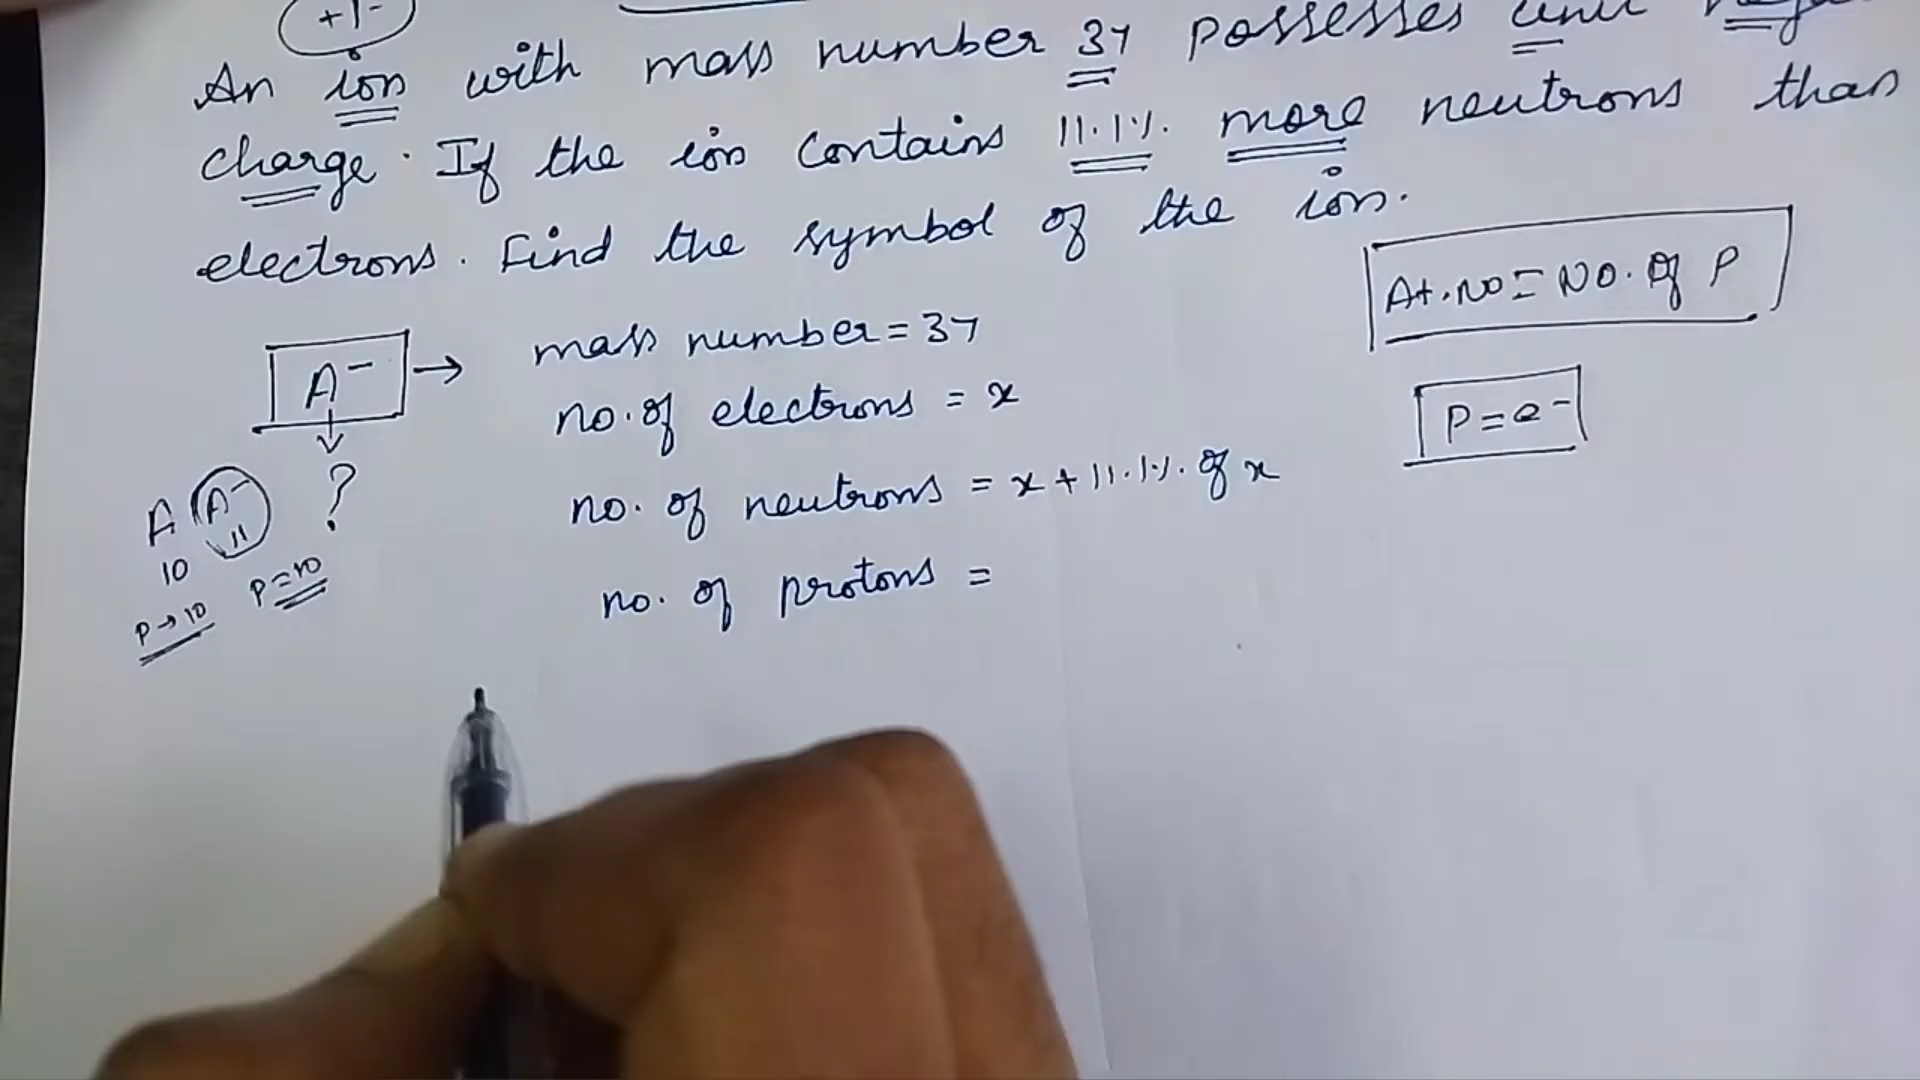 +1-
An ion with mass number 37 possesses unit
charge. If the ion contains 11.1%. more neutrons than
electrons. Find the symbol of the ion.
At.No = No. of P
A⁻ →
mass number = 37
P = e⁻
no. of electrons = x
?
A A⁻
10 11
no. of neutrons = x + 11.1%. of x
P → 10 P = 10
no. of protons =